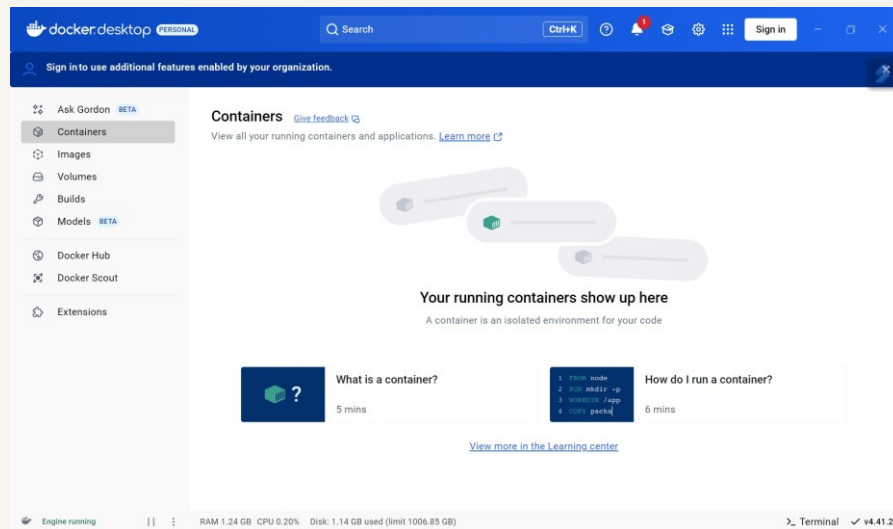 docker.desktop PERSONAL
Search Ctrl+K
1
Sign in
Sign in to use additional features enabled by your organization.
Ask Gordon BETA
Containers
Images
Volumes
Builds
Models BETA
Docker Hub
Docker Scout
Extensions
Containers Give feedback
View all your running containers and applications. Learn more
Your running containers show up here
A container is an isolated environment for your code
?
What is a container?
5 mins
1 FROM node
2 RUN mkdir -p
3 WORKDIR /app
4 COPY packa
How do I run a container?
6 mins
View more in the Learning center
Engine running
RAM 1.24 GB CPU 0.20% Disk: 1.14 GB used (limit 1006.85 GB)
Terminal v4.41.2